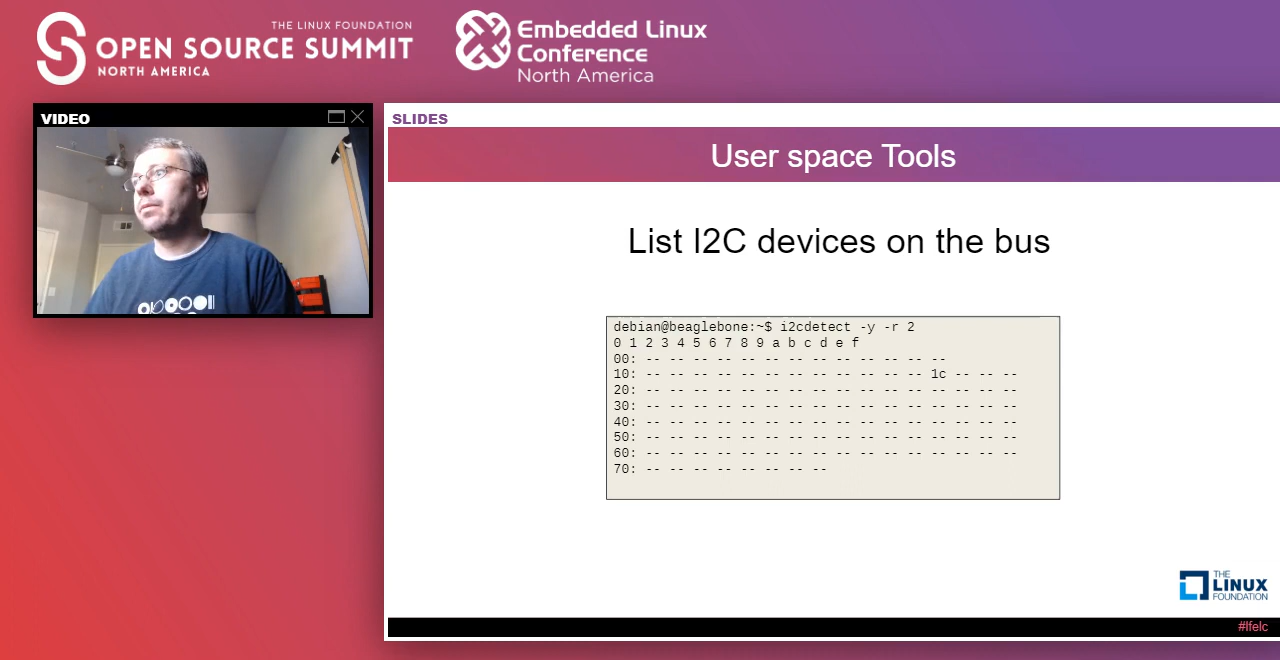 THE LINUX FOUNDATION
OPEN SOURCE SUMMIT
NORTH AMERICA
Embedded Linux
Conference
North America
VIDEO
SLIDES
User space Tools
List I2C devices on the bus
debian@beaglebone:~$ i2cdetect -y -r 2
0 1 2 3 4 5 6 7 8 9 a b c d e f
00: -- -- -- -- -- -- -- -- -- -- -- -- --
10: -- -- -- -- -- -- -- -- -- -- -- -- 1c -- -- --
20: -- -- -- -- -- -- -- -- -- -- -- -- -- -- -- --
30: -- -- -- -- -- -- -- -- -- -- -- -- -- -- -- --
40: -- -- -- -- -- -- -- -- -- -- -- -- -- -- -- --
50: -- -- -- -- -- -- -- -- -- -- -- -- -- -- -- --
60: -- -- -- -- -- -- -- -- -- -- -- -- -- -- -- --
70: -- -- -- -- -- -- -- --
THE
LINUX
FOUNDATION
#lfelc